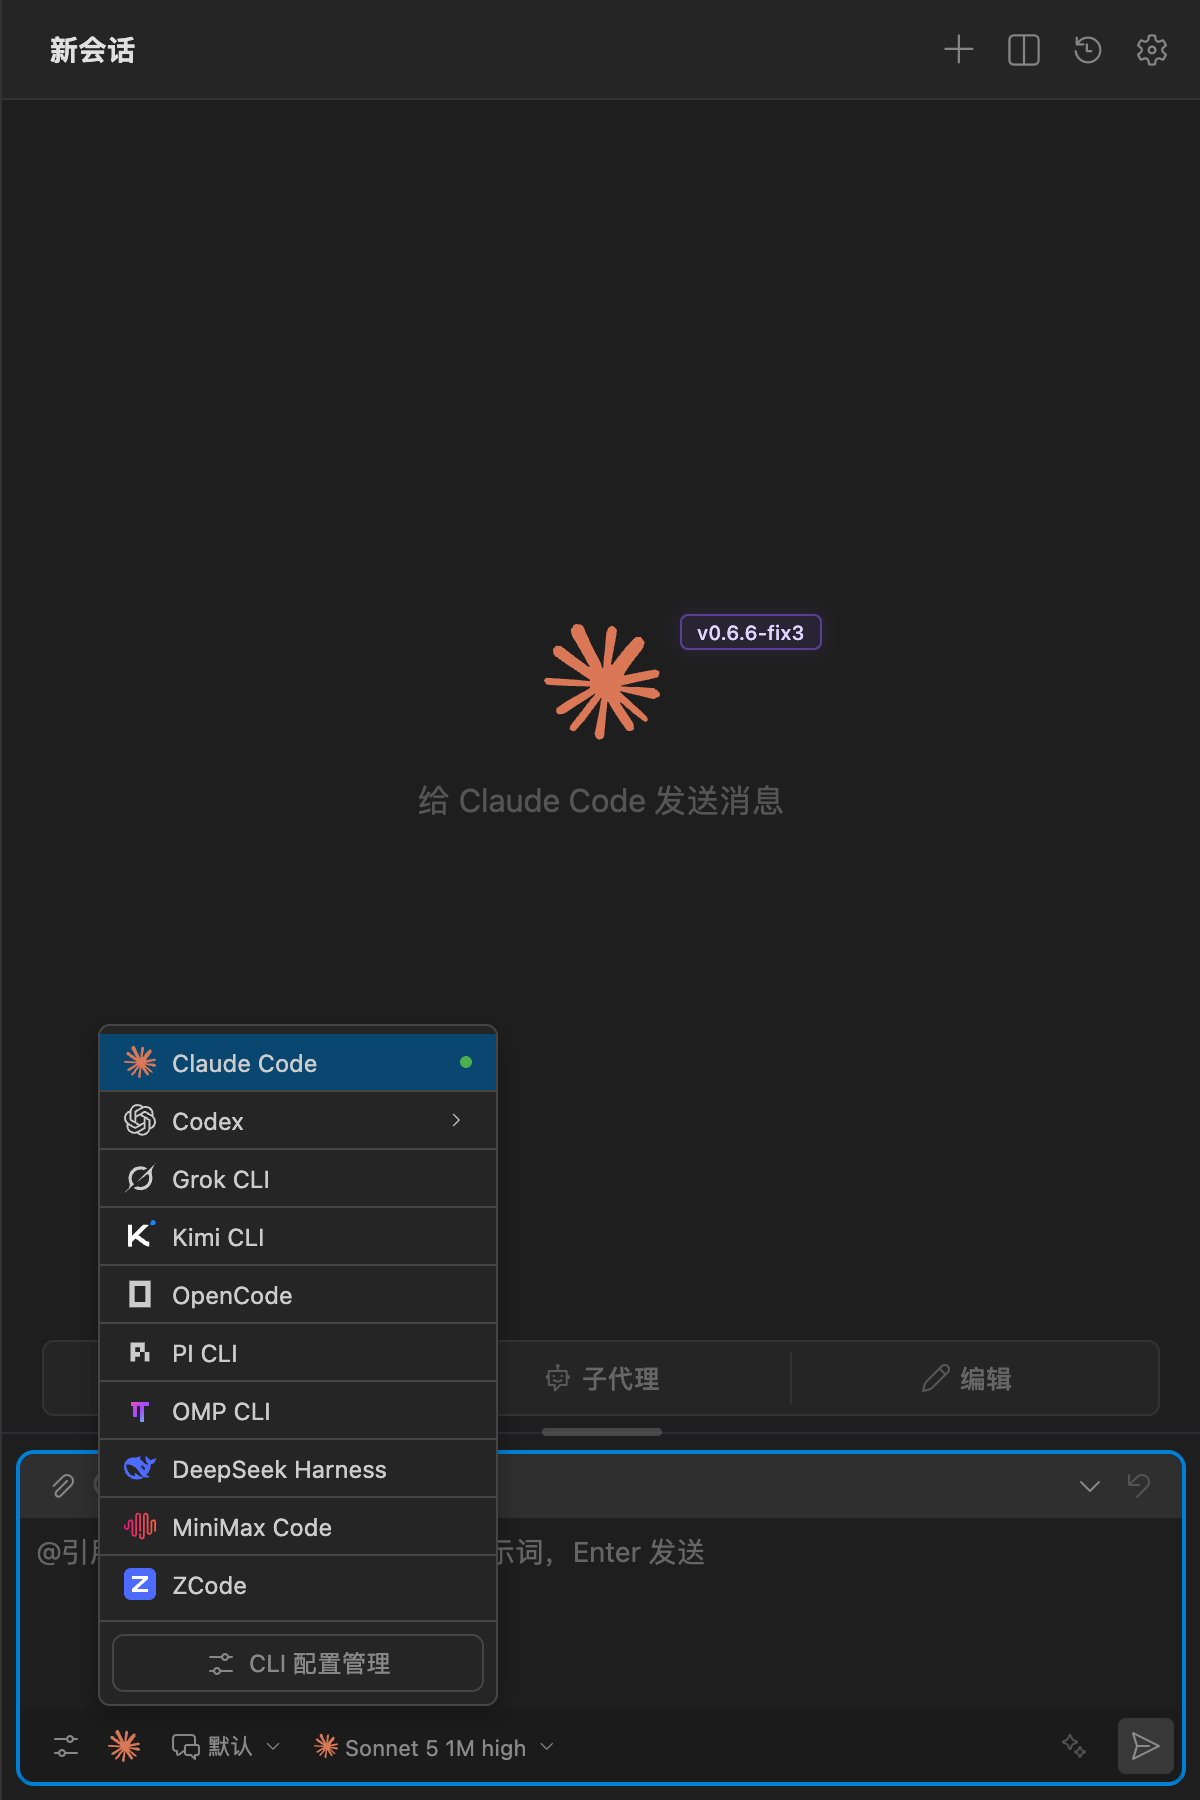 新会话
v0.6.6-fix3
给 Claude Code 发送消息
Claude Code
Codex
Grok CLI
Kimi CLI
OpenCode
PI CLI
OMP CLI
DeepSeek Harness
MiniMax Code
ZCode
CLI 配置管理
子代理
编辑
@引
示词，Enter 发送
默认
Sonnet 5 1M high